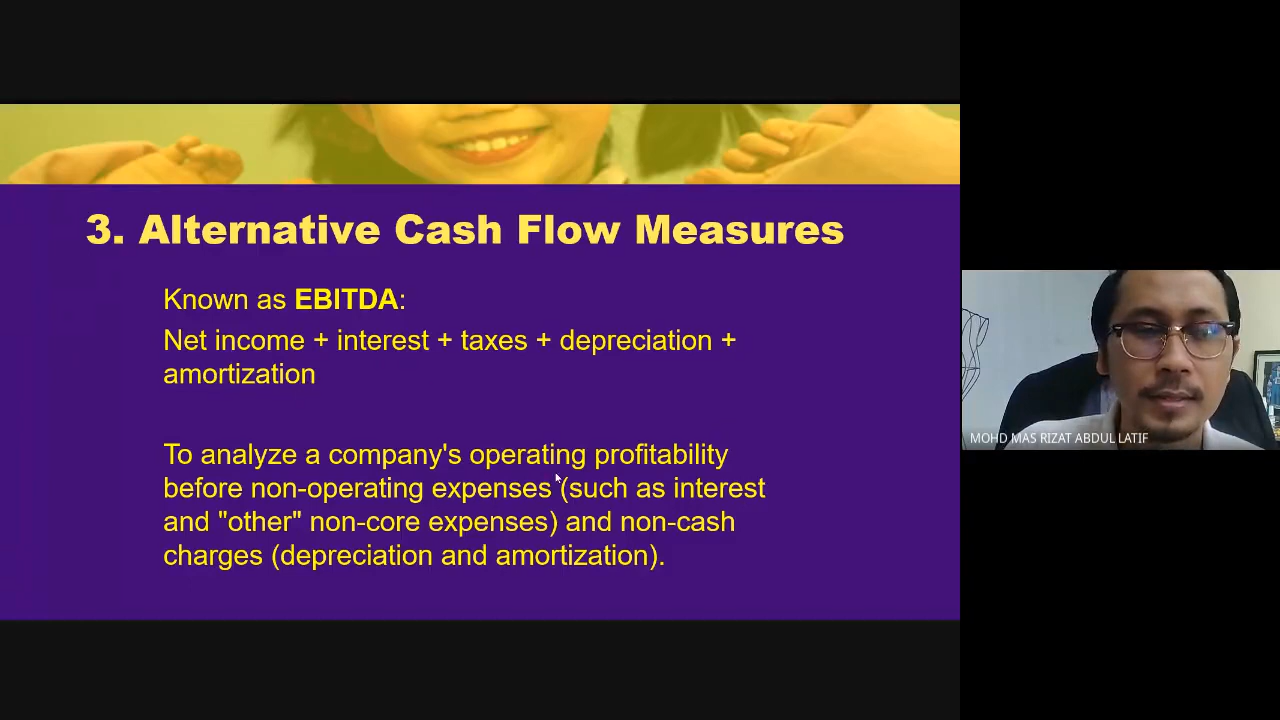 3. Alternative Cash Flow Measures
Known as EBITDA:
Net income + interest + taxes + depreciation +
amortization
To analyze a company's operating profitability
before non-operating expenses (such as interest
and "other" non-core expenses) and non-cash
charges (depreciation and amortization).
MOHD MAS RIZAT ABDUL LATIF